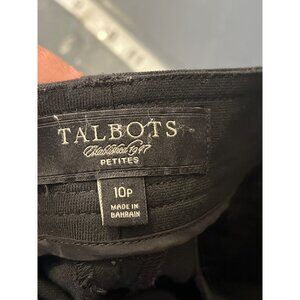 TALBOTS
Established 1947
PETITES
10P
MADE IN
BAHRAIN